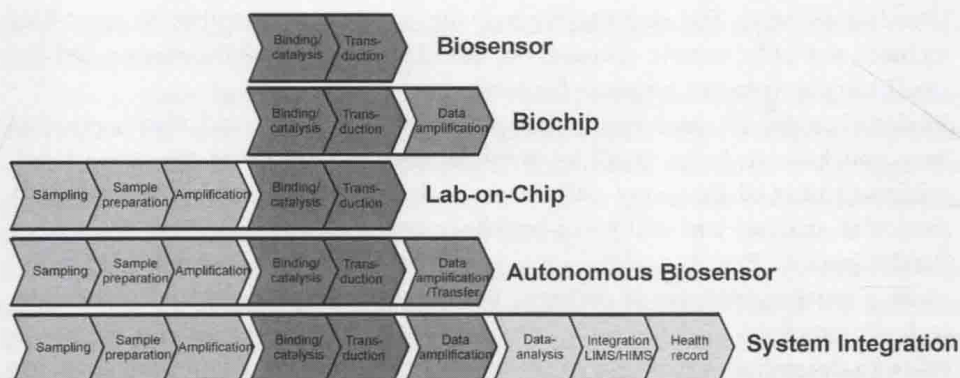 Binding/ catalysis Trans- duction Biosensor
Binding/ catalysis Trans- duction Data amplification Biochip
Sampling Sample preparation Amplification Binding/ catalysis Trans- duction Lab-on-Chip
Sampling Sample preparation Amplification Binding/ catalysis Trans- duction Data amplification /Transfer Autonomous Biosensor
Sampling Sample preparation Amplification Binding/ catalysis Trans- duction Data amplification Data- analysis Integration LIMS/HIMS Health record System Integration